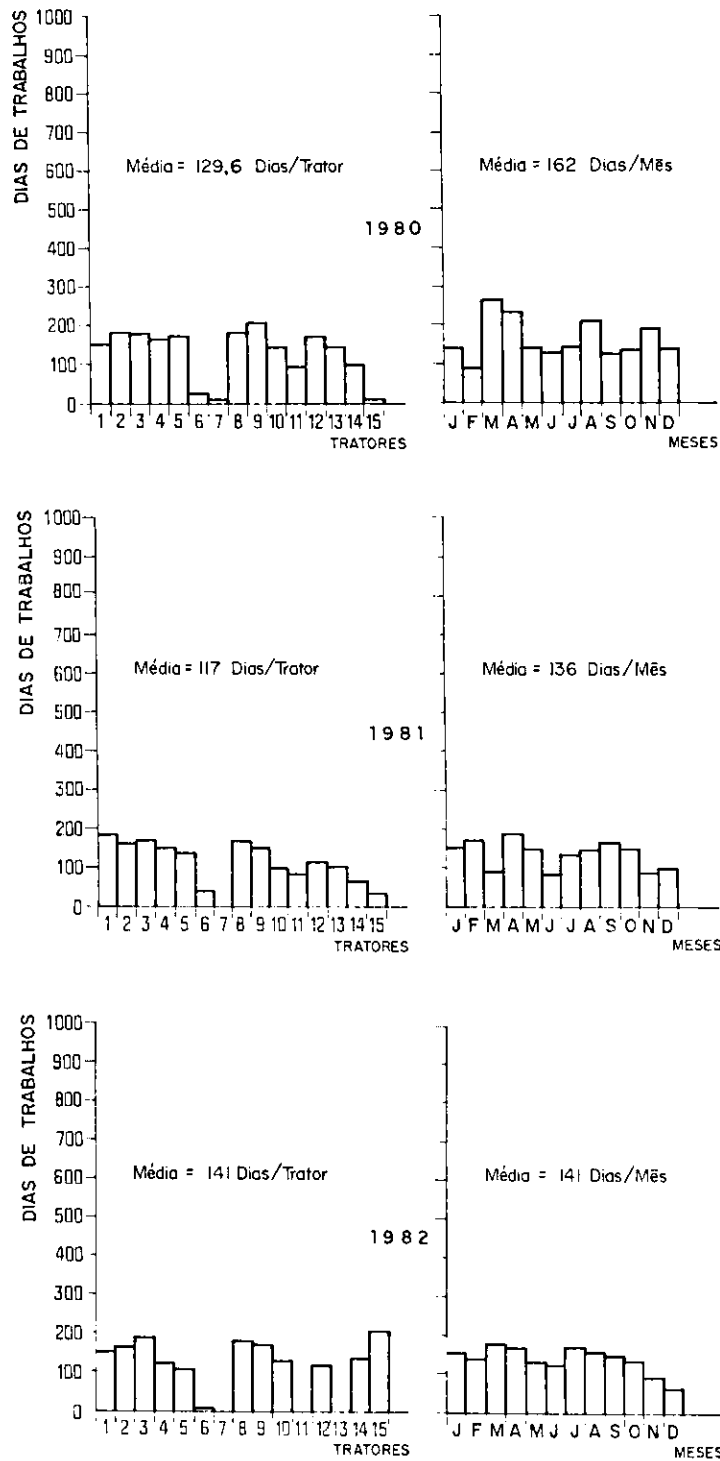 DIAS DE TRABALHOS
1000
900
800
700
600
500
400
300
200
100
0
Média = 129,6 Dias/Trator
1 2 3 4 5 6 7 8 9 10 11 12 13 14 15
TRATORES
1980
Média = 162 Dias/Mês
J F M A M J J A S O N D
MESES
DIAS DE TRABALHOS
1000
900
800
700
600
500
400
300
200
100
0
Média = 117 Dias/Trator
1 2 3 4 5 6 7 8 9 10 11 12 13 14 15
TRATORES
1981
Média = 136 Dias/Mês
J F M A M J J A S O N D
MESES
DIAS DE TRABALHOS
1000
900
800
700
600
500
400
300
200
100
0
Média = 141 Dias/Trator
1 2 3 4 5 6 7 8 9 10 11 12 13 14 15
TRATORES
1982
Média = 141 Dias/Mês
J F M A M J J A S O N D
MESES